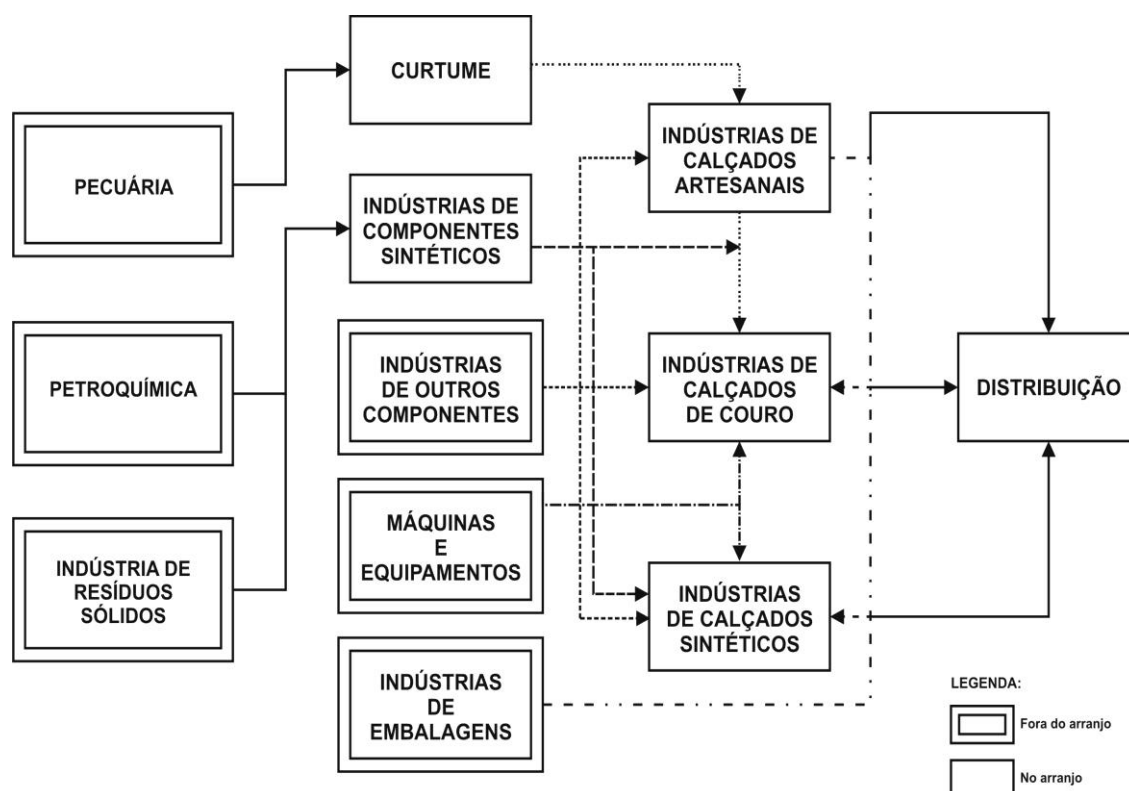 CURTUME
PECUÁRIA
INDÚSTRIAS DE
CALÇADOS
ARTESANAIS
INDÚSTRIAS DE
COMPONENTES
SINTÉTICOS
PETROQUÍMICA
INDÚSTRIAS
DE OUTROS
COMPONENTES
INDÚSTRIAS DE
CALÇADOS
DE COURO
DISTRIBUIÇÃO
MÁQUINAS
E
EQUIPAMENTOS
INDÚSTRIA DE
RESÍDUOS
SÓLIDOS
INDÚSTRIAS
DE CALÇADOS
SINTÉTICOS
INDÚSTRIAS
DE
EMBALAGENS
LEGENDA:
Fora do arranjo
No arranjo